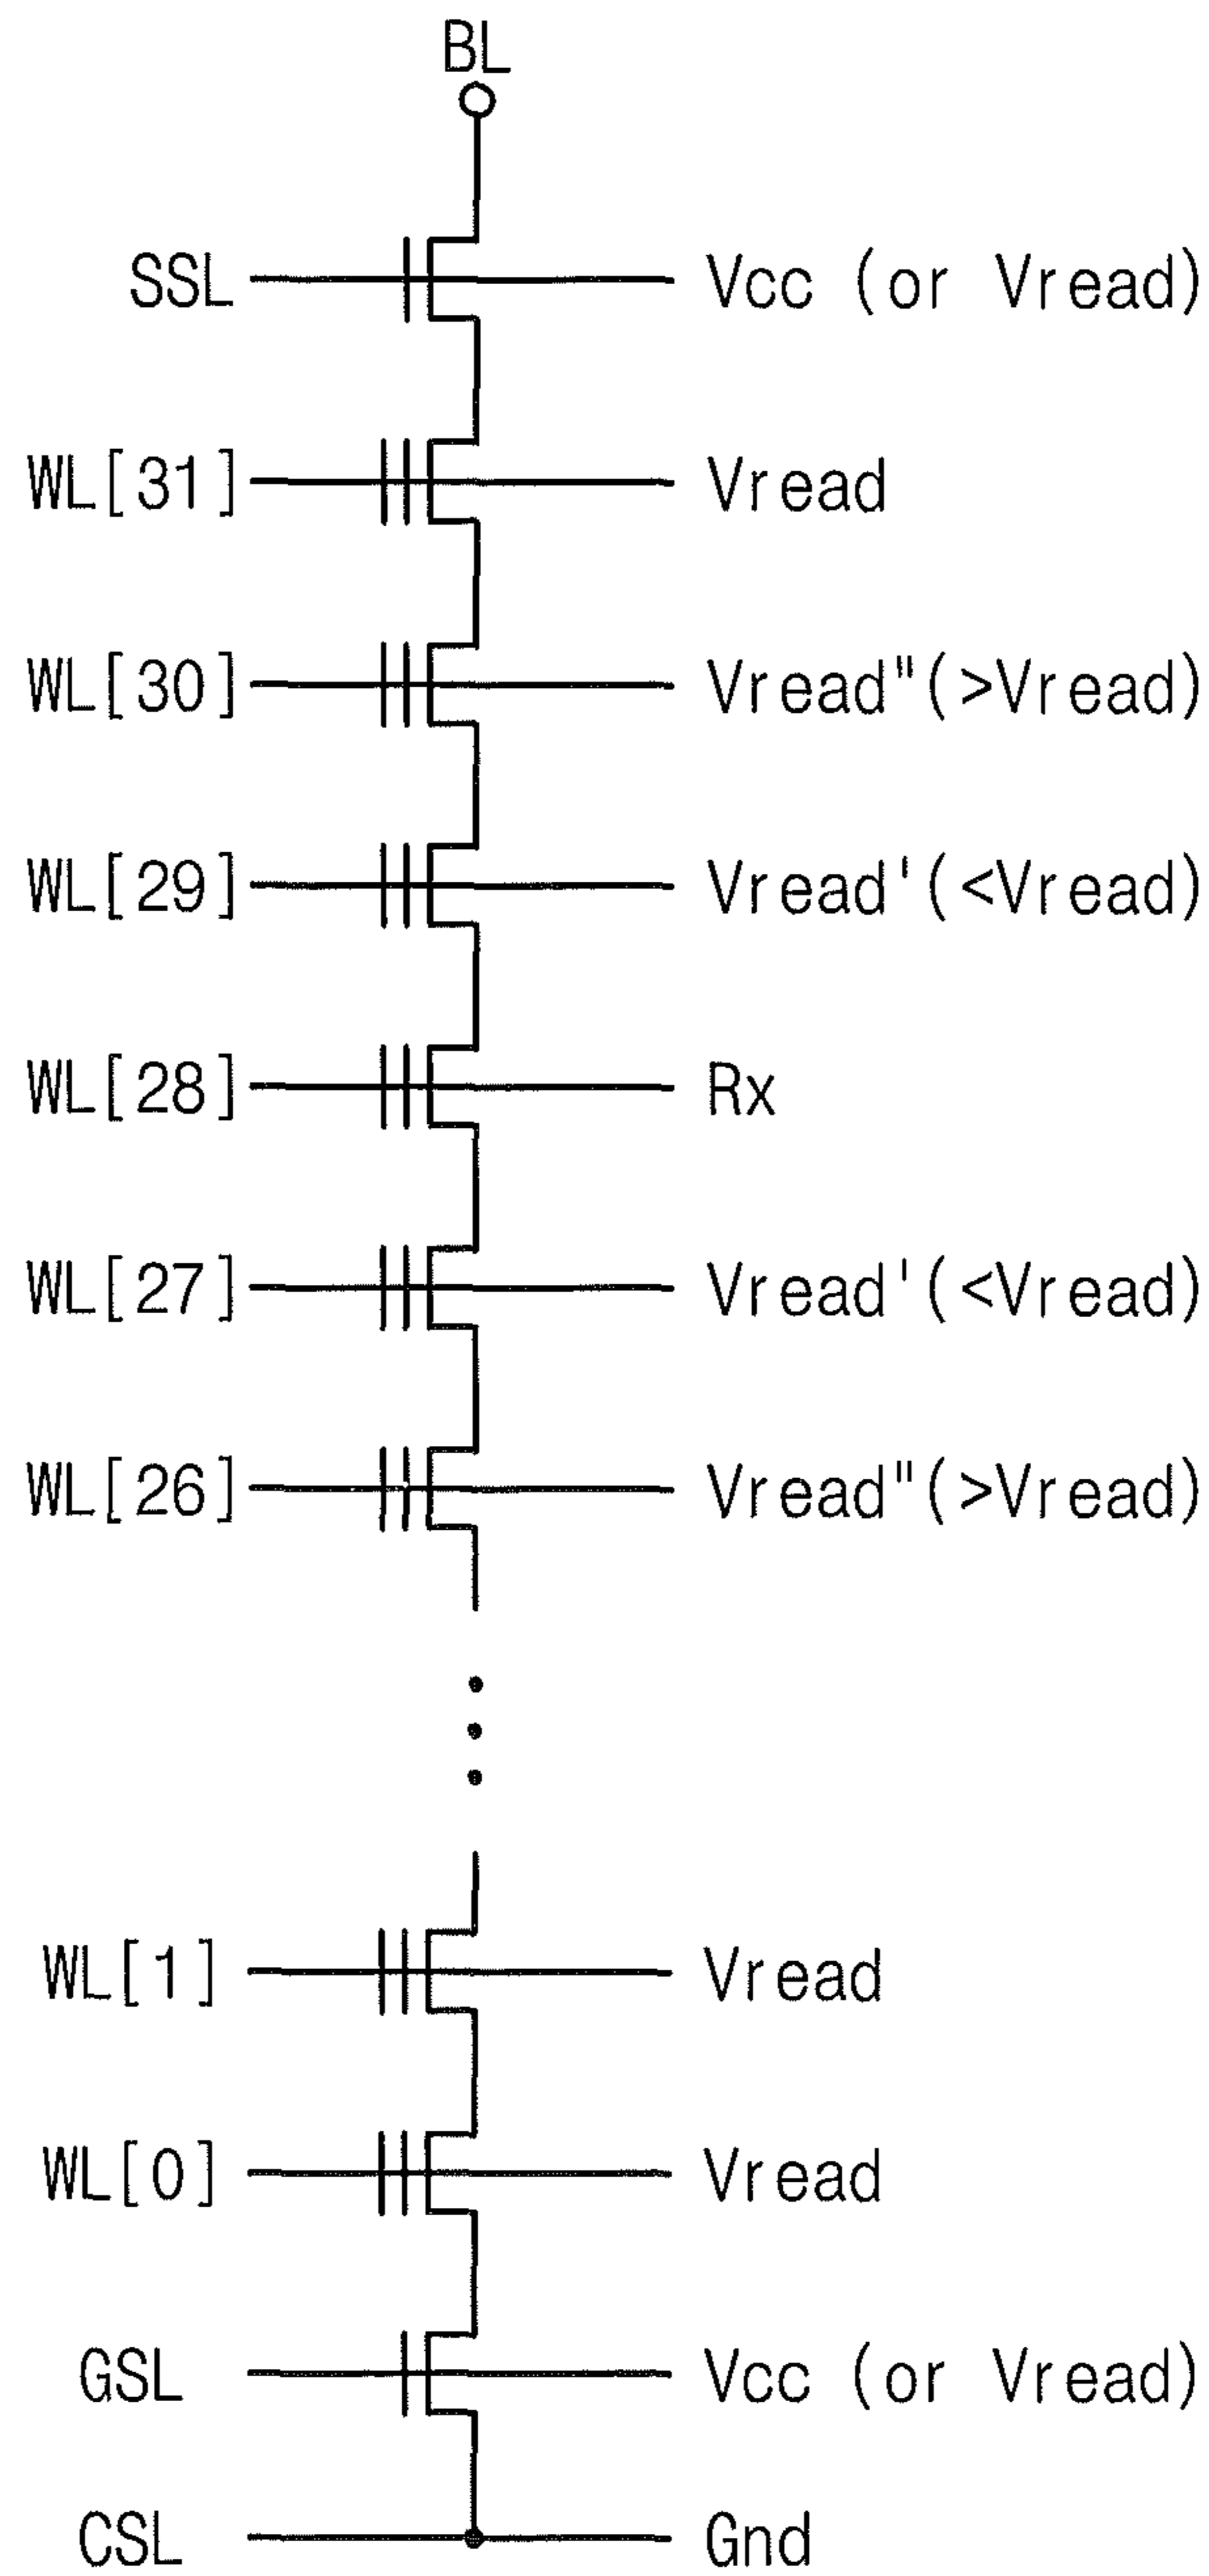 BL
SSL Vcc (or Vread)
WL[31] Vread
WL[30] Vread"(>Vread)
WL[29] Vread'(<Vread)
WL[28] Rx
WL[27] Vread'(<Vread)
WL[26] Vread"(>Vread)
WL[1] Vread
WL[0] Vread
GSL Vcc (or Vread)
CSL Gnd